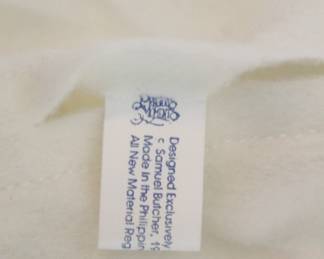 Designed Exclusively
c Samuel Butcher, 19
Made in the Philippin
All New Material Reg